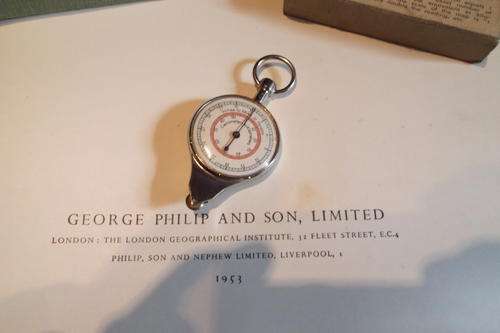 GEORGE PHILIP AND SON, LIMITED
LONDON: THE LONDON GEOGRAPHICAL INSTITUTE, 32 FLEET STREET, E.C.4
PHILIP, SON AND NEPHEW LIMITED, LIVERPOOL, 1
1953